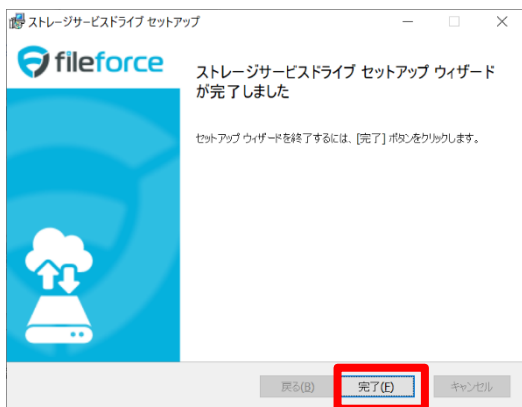 ストレージサービスドライブ セットアップ
fileforce
ストレージサービスドライブ セットアップ ウィザード
が完了しました
セットアップ ウィザードを終了するには、[完了] ボタンをクリックします。
戻る(B) 完了(F) キャンセル